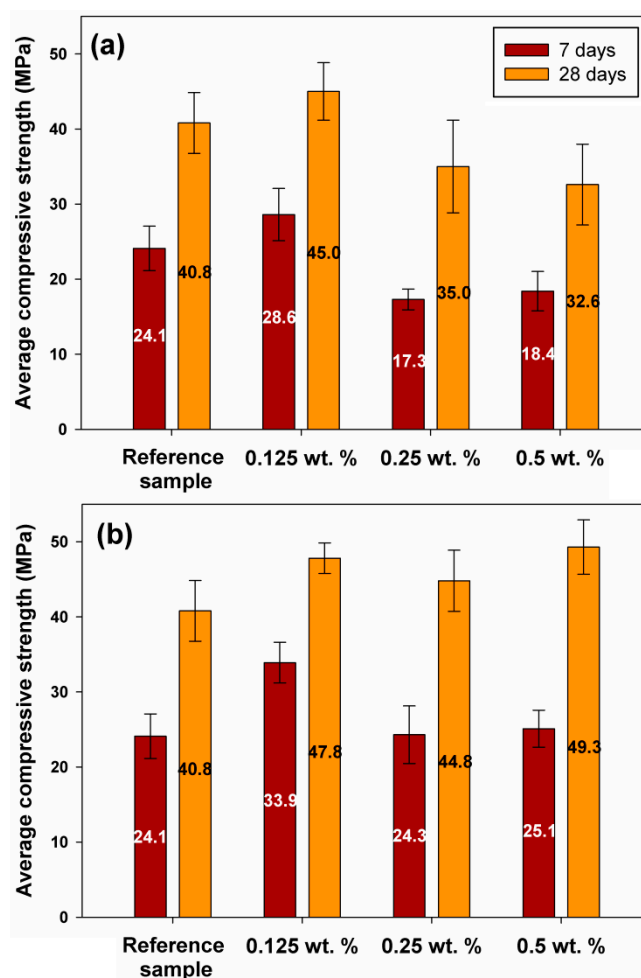 (a)
7 days
28 days
Average compressive strength (MPa)
50
40
30
20
10
0
24.1
40.8
28.6
45.0
17.3
35.0
18.4
32.6
Reference sample
0.125 wt. %
0.25 wt. %
0.5 wt. %
(b)
Average compressive strength (MPa)
50
40
30
20
10
0
24.1
40.8
33.9
47.8
24.3
44.8
25.1
49.3
Reference sample
0.125 wt. %
0.25 wt. %
0.5 wt. %